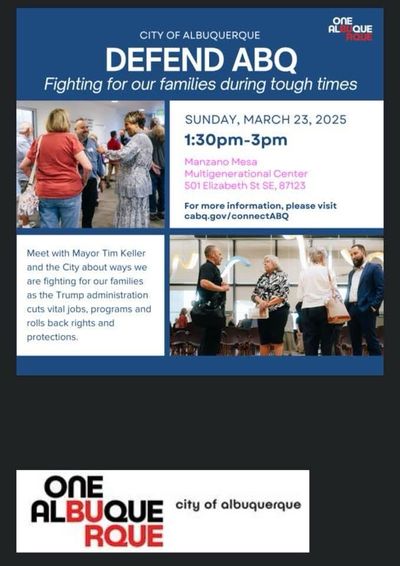 CITY OF ALBUQUERQUE
ONE
ALBUQUE
RQUE
DEFEND ABQ
Fighting for our families during tough times
SUNDAY, MARCH 23, 2025
1:30pm-3pm
Manzano Mesa
Multigenerational Center
501 Elizabeth St SE, 87123
For more information, please visit
cabq.gov/connectABQ
Meet with Mayor Tim Keller
and the City about ways we
are fighting for our families
as the Trump administration
cuts vital jobs, programs and
rolls back rights and
protections.
ONE
ALBUQUE
RQUE
city of albuquerque